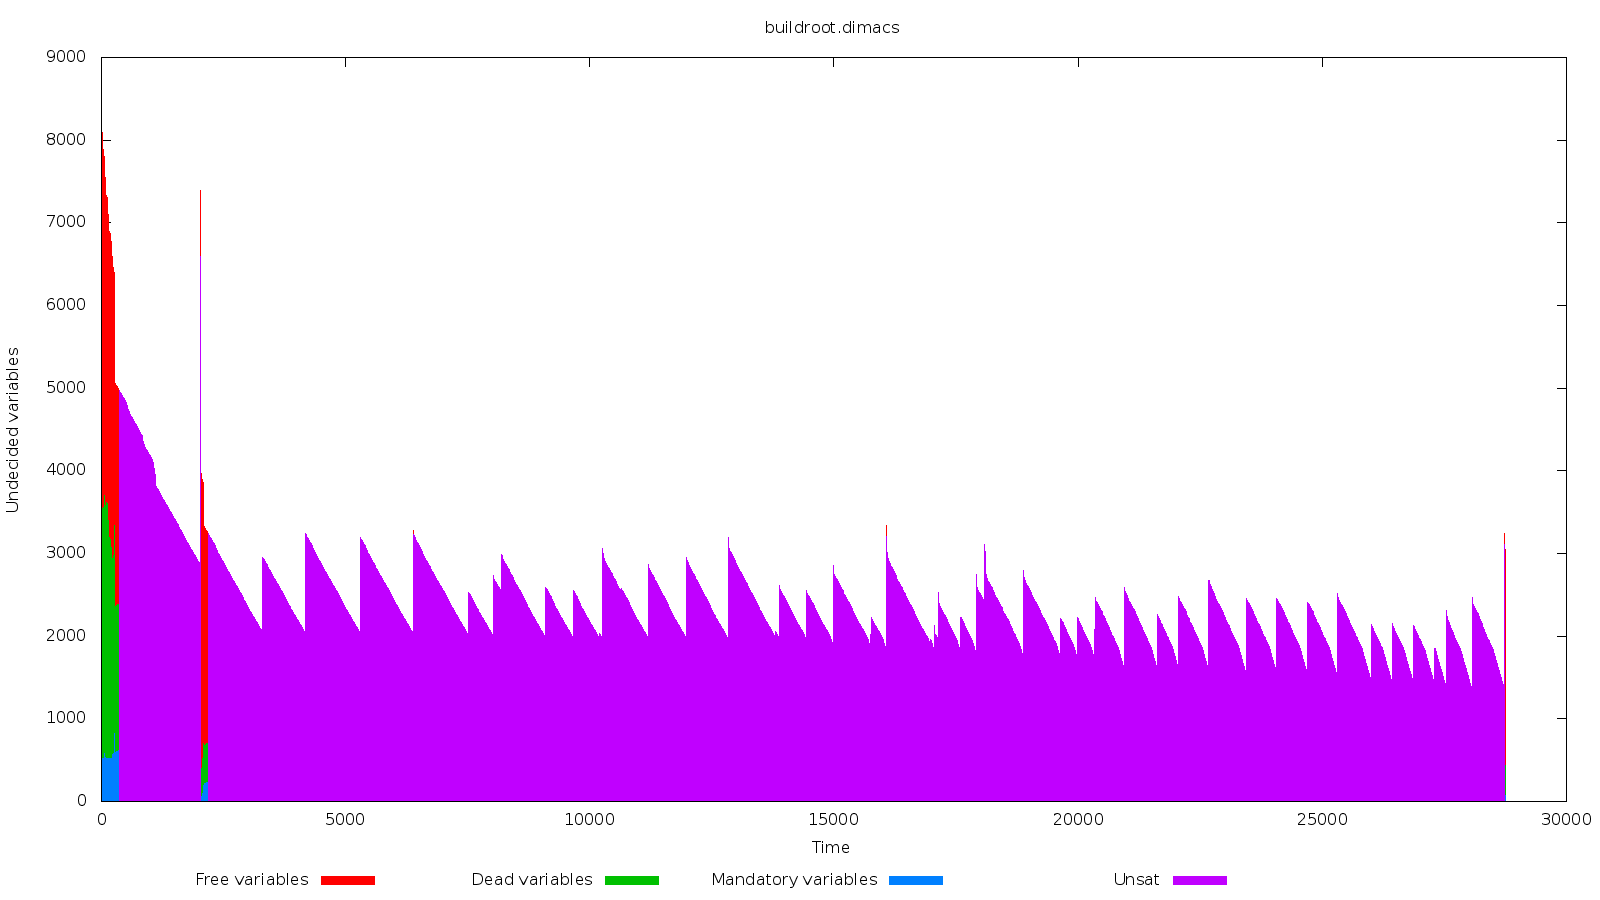 buildroot.dimacs
9000
8000
7000
6000
5000
4000
3000
2000
1000
0
Undecided variables
0 5000 10000 15000 20000 25000 30000
Time
Free variables Dead variables Mandatory variables Unsat